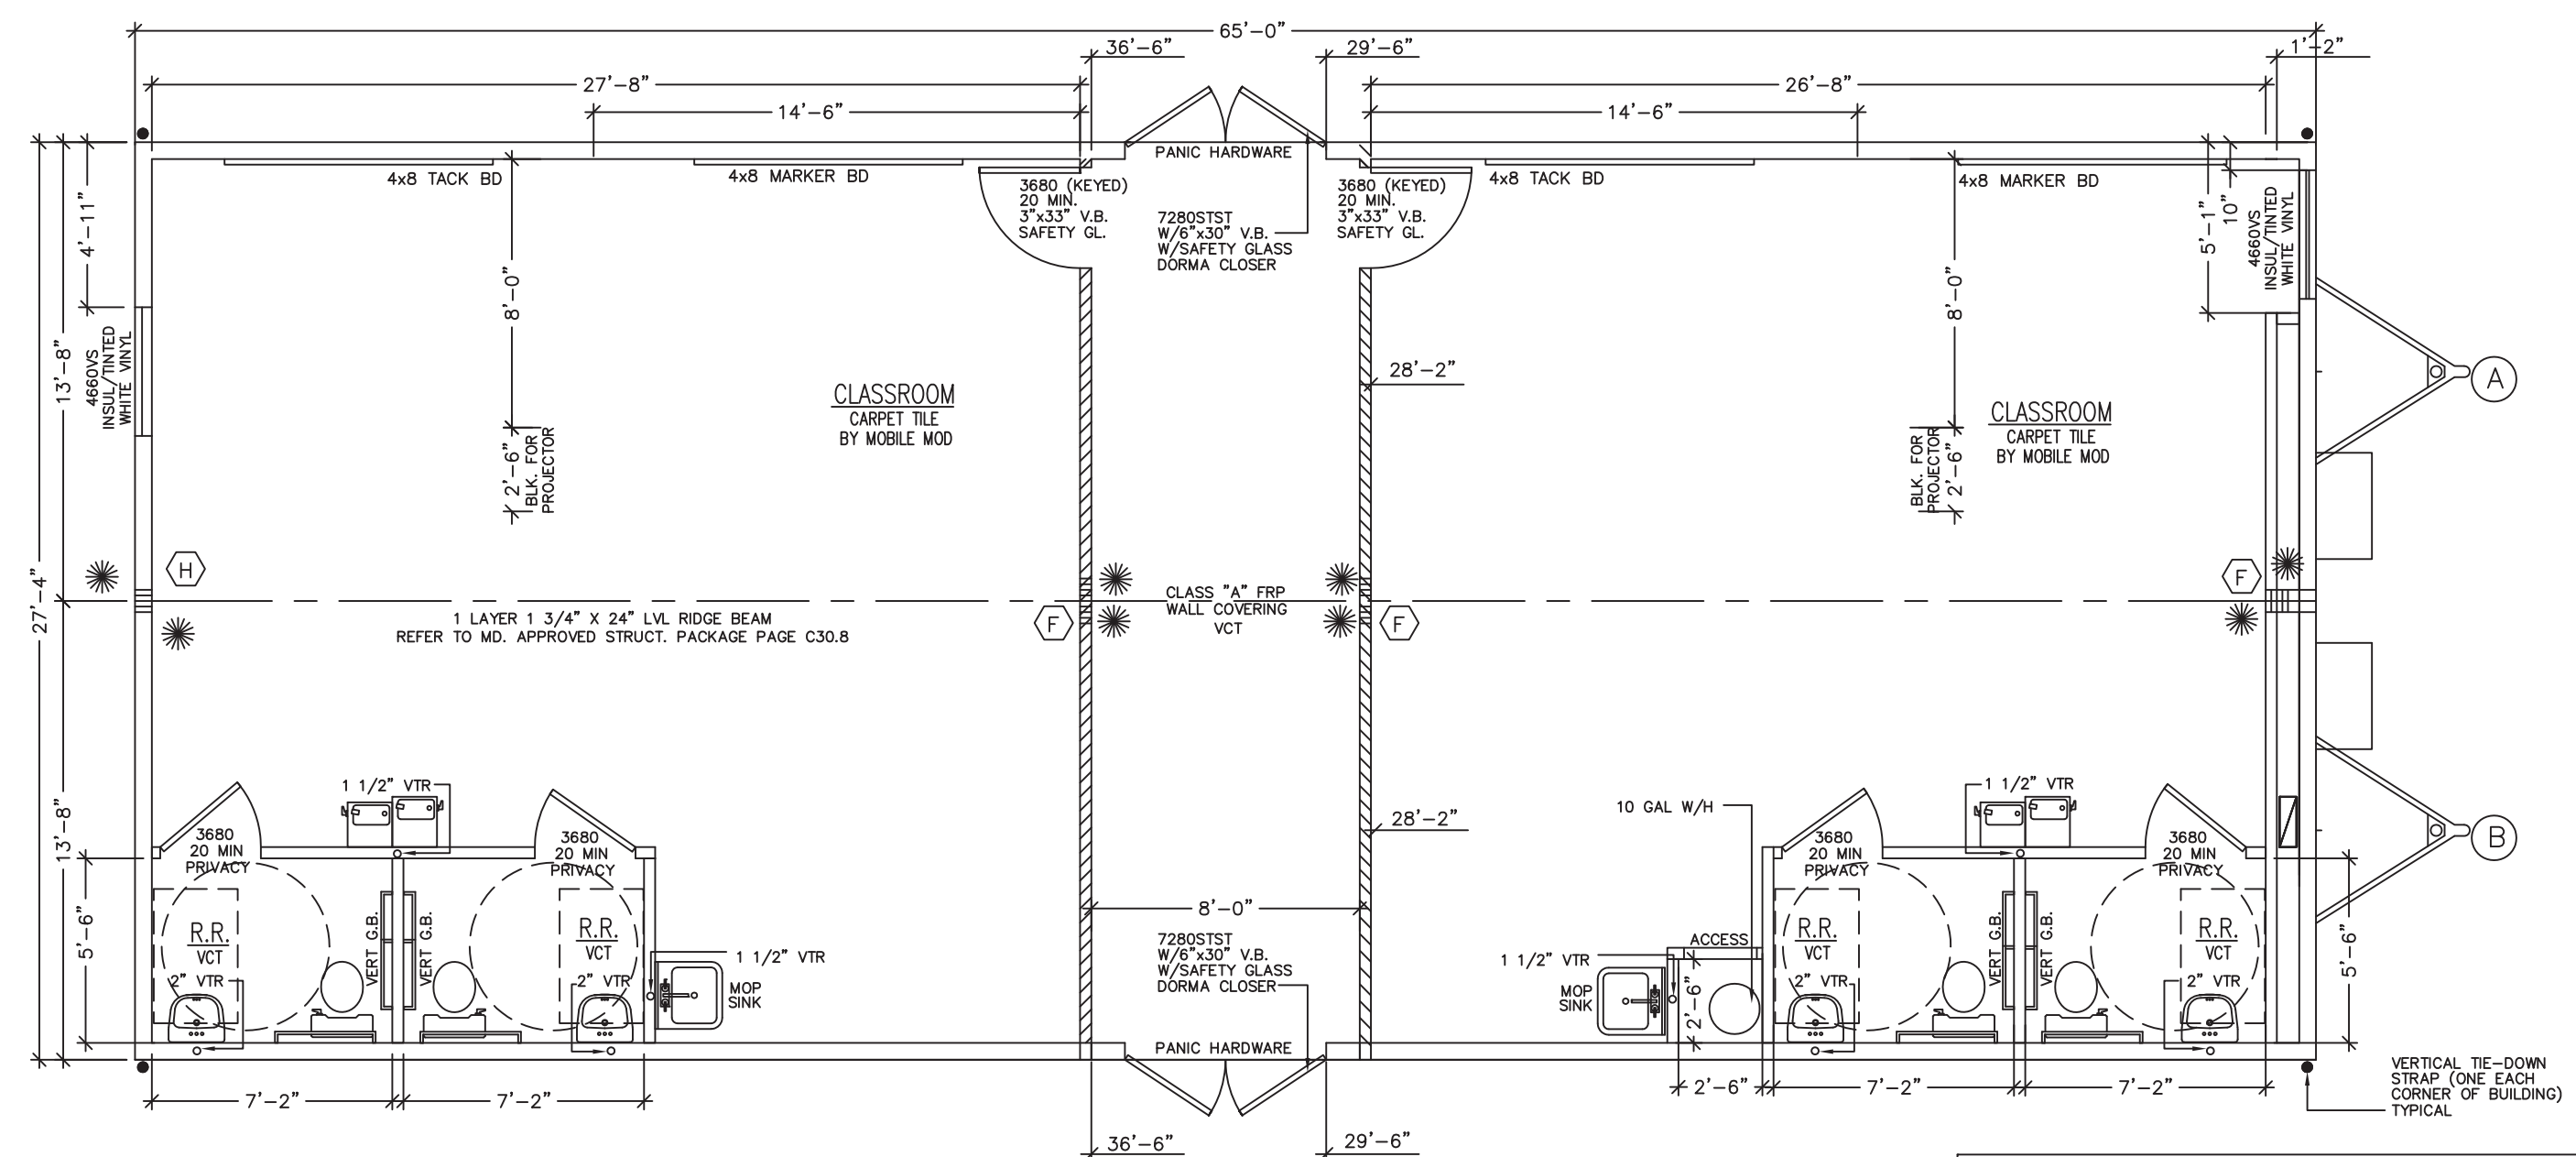 65'-0"
36'-6"
29'-6"
1'-2"
27'-8"
26'-8"
14'-6"
14'-6"
PANIC HARDWARE
4x8 TACK BD
4x8 MARKER BD
4x8 TACK BD
4x8 MARKER BD
3680 (KEYED)
20 MIN.
3"x33" V.B.
SAFETY GL.
7280STST
W/6"x30" V.B.
W/SAFETY GLASS
DORMA CLOSER
3680 (KEYED)
20 MIN.
3"x33" V.B.
SAFETY GL.
4'-11"
8'-0"
8'-0"
5'-1"
10"
4660VS
INSUL/TINTED
WHITE VINYL
4660VS
INSUL/TINTED
WHITE VINYL
13'-8"
27'-4"
28'-2"
A
CLASSROOM
CARPET TILE
BY MOBILE MOD
CLASSROOM
CARPET TILE
BY MOBILE MOD
2'-6"
BLK. FOR
PROJECTOR
BLK. FOR
PROJECTOR
2'-6"
H
F
F
F
CLASS "A" FRP
WALL COVERING
VCT
1 LAYER 1 3/4" X 24" LVL RIDGE BEAM
REFER TO MD. APPROVED STRUCT. PACKAGE PAGE C30.8
13'-8"
1 1/2" VTR
10 GAL W/H
28'-2"
1 1/2" VTR
B
3680
20 MIN
PRIVACY
3680
20 MIN
PRIVACY
3680
20 MIN
PRIVACY
3680
20 MIN
PRIVACY
5'-6"
R.R.
VCT
VERT G.B.
VERT G.B.
R.R.
VCT
8'-0"
R.R.
VCT
VERT G.B.
VERT G.B.
R.R.
VCT
5'-6"
2" VTR
2" VTR
1 1/2" VTR
MOP
SINK
7280STST
W/6"x30" V.B.
W/SAFETY GLASS
DORMA CLOSER
1 1/2" VTR
ACCESS
MOP
SINK
2'-6"
2" VTR
2" VTR
PANIC HARDWARE
7'-2"
7'-2"
2'-6"
7'-2"
7'-2"
VERTICAL TIE-DOWN
STRAP (ONE EACH
CORNER OF BUILDING)
TYPICAL
36'-6"
29'-6"